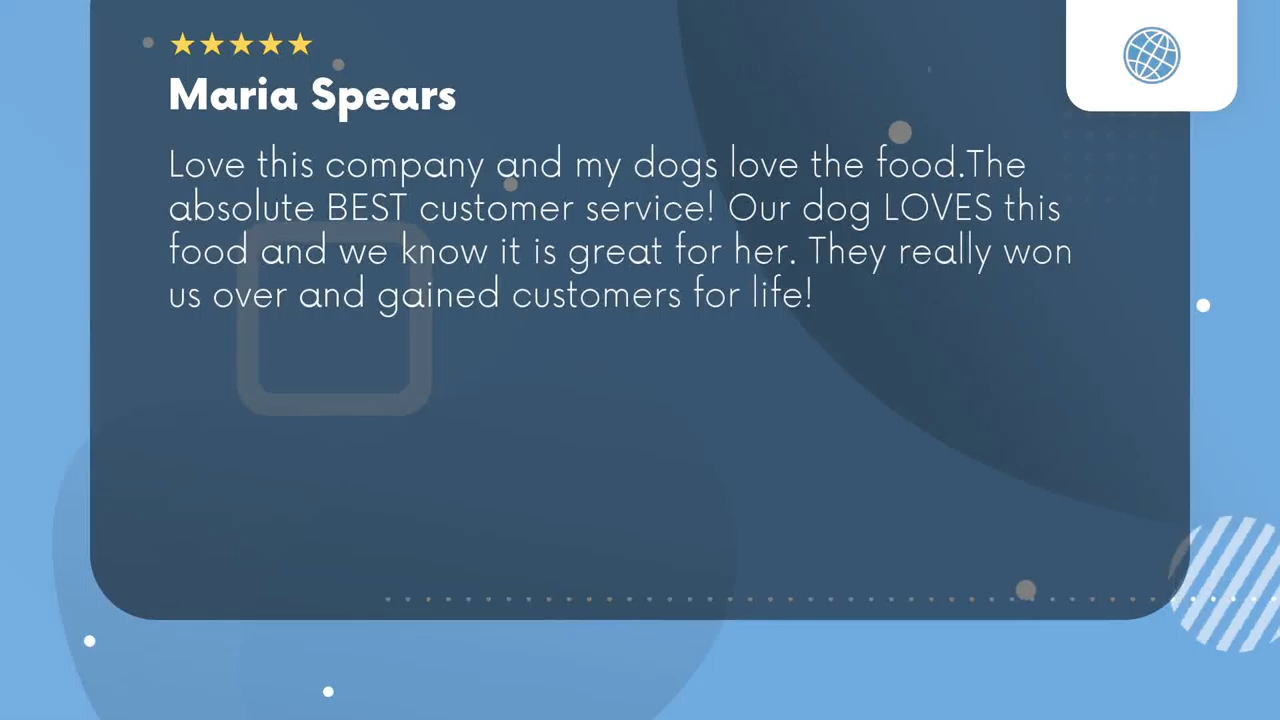 Maria Spears
Love this company and my dogs love the food.The
absolute BEST customer service! Our dog LOVES this
food and we know it is great for her. They really won
us over and gained customers for life!